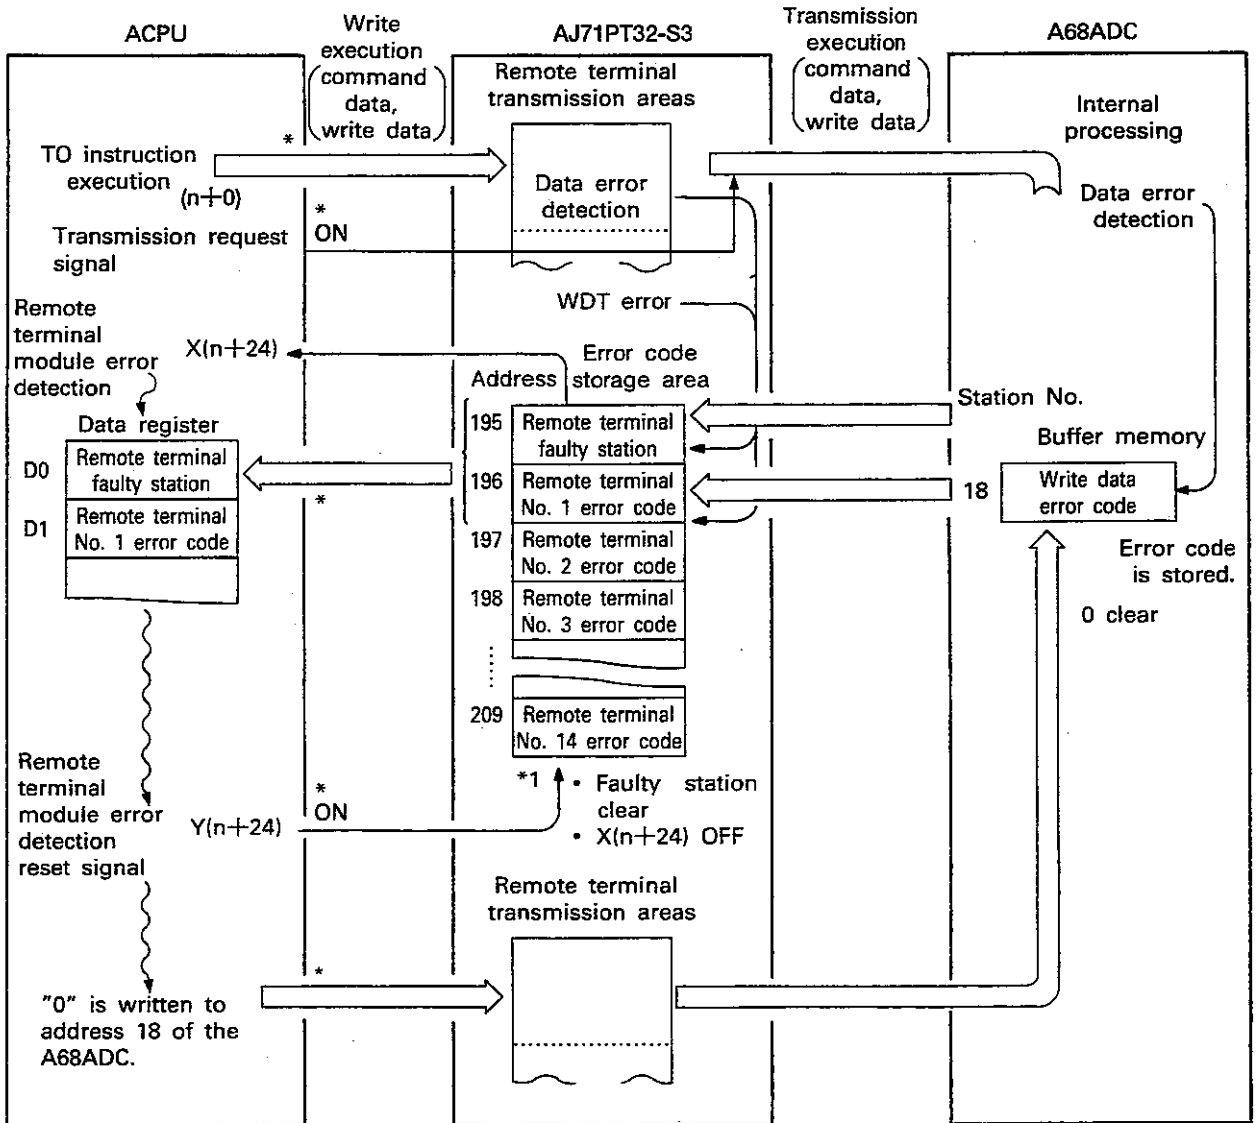 ACPU
Write
execution
command
data,
write data
AJ71PT32-S3
Transmission
execution
command
data,
write data
A68ADC
Remote terminal
transmission areas
Internal
processing
*
TO instruction
execution
(n+0)
Data error
detection
Data error
detection
*
ON
Transmission request
signal
WDT error
Remote
terminal
module error
detection
X(n+24)
Error code
storage area
Address
Station No.
Data register
195
Remote terminal
faulty station
Buffer memory
D0
Remote terminal
faulty station
*
196
Remote terminal
No. 1 error code
18
Write data
error code
D1
Remote terminal
No. 1 error code
197
Remote terminal
No. 2 error code
Error code
is stored.
198
Remote terminal
No. 3 error code
0 clear
209
Remote terminal
No. 14 error code
Remote
terminal
module error
detection
reset signal
Y(n+24)
*
ON
*1
• Faulty station
clear
• X(n+24) OFF
Remote terminal
transmission areas
*
"0" is written to
address 18 of the
A68ADC.